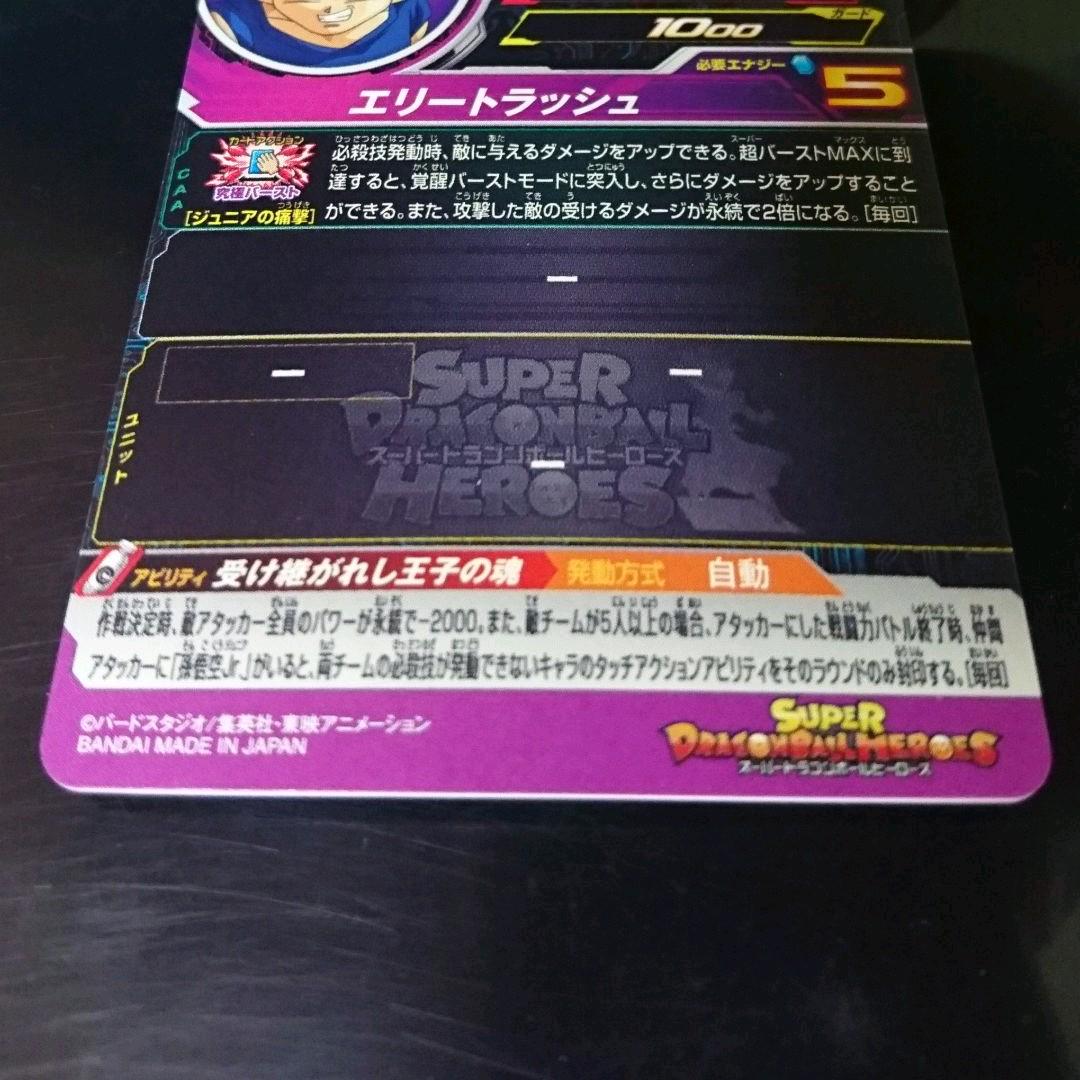 ガード
1000
必要エナジー 5
エリートラッシュ
CAA
カードアクション
究極バースト
[ジュニアの痛撃]
必殺技発動時、敵に与えるダメージをアップできる。超バーストMAXに到
達すると、覚醒バーストモードに突入し、さらにダメージをアップすること
ができる。また、攻撃した敵の受けるダメージが永続で2倍になる。[毎回]
ー
ユニット
ー
ー
ー
SUPER
DRAGONBALL
スーパードラゴンボールヒーローズ
HEROES
アビリティ 受け継がれし王子の魂 発動方式 自動
作戦決定時、敵アタッカー全員のパワーが永続で-2000。また、敵チームが5人以上の場合、アタッカーにした戦闘力バトル終了時、仲間
アタッカーに「孫悟空Jr.」がいると、両チームの必殺技が発動できないキャラのタッチアクションアビリティをそのラウンドのみ封印する。[毎回]
©バードスタジオ/集英社・東映アニメーション
BANDAI MADE IN JAPAN
SUPER
DRAGONBALL HEROES
スーパードラゴンボールヒーローズ